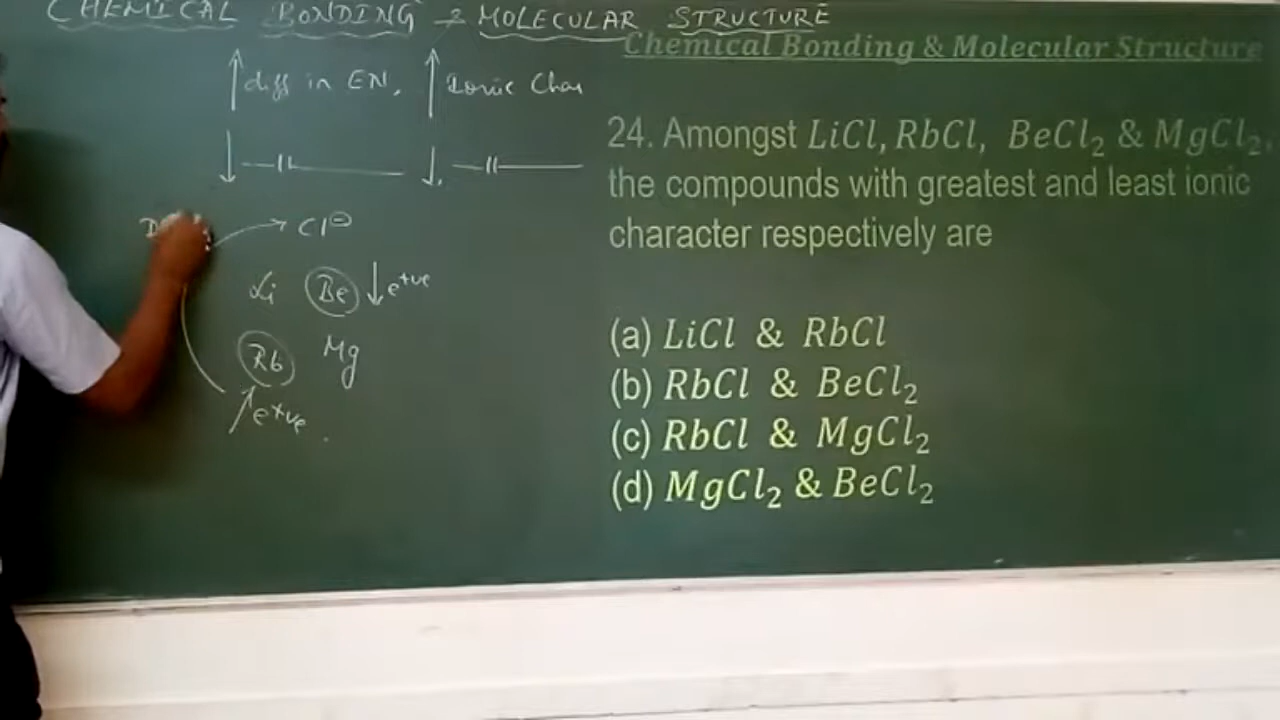 CHEMICAL BONDING & MOLECULAR STRUCTURE
Chemical Bonding & Molecular Structure
↑ diff in EN, ↑ Ionic Char
↓ —11— ↓. —11—
→ Cl⊖
Li Be ↓ e+ve
Rb Mg
↑ e+ve .
24. Amongst LiCl, RbCl, BeCl₂ & MgCl₂,
the compounds with greatest and least ionic
character respectively are
(a) LiCl & RbCl
(b) RbCl & BeCl₂
(c) RbCl & MgCl₂
(d) MgCl₂ & BeCl₂